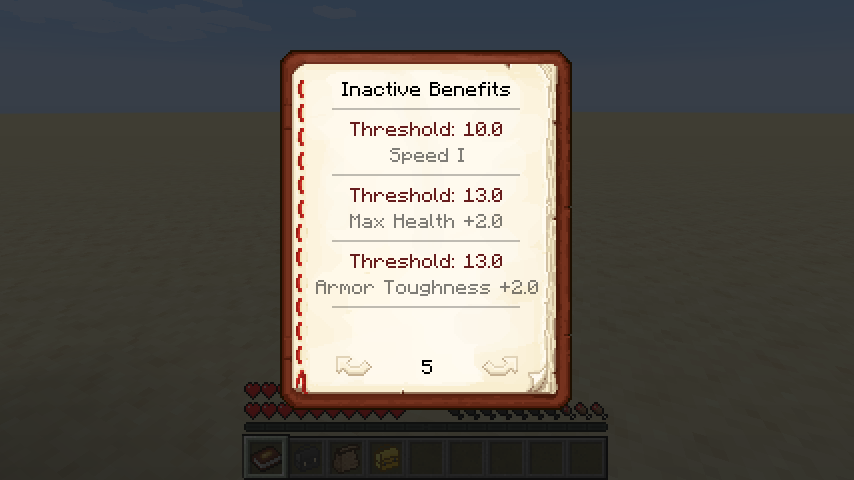 Inactive Benefits
Threshold: 10.0
Speed I
Threshold: 13.0
Max Health +2.0
Threshold: 13.0
Armor Toughness +2.0
5